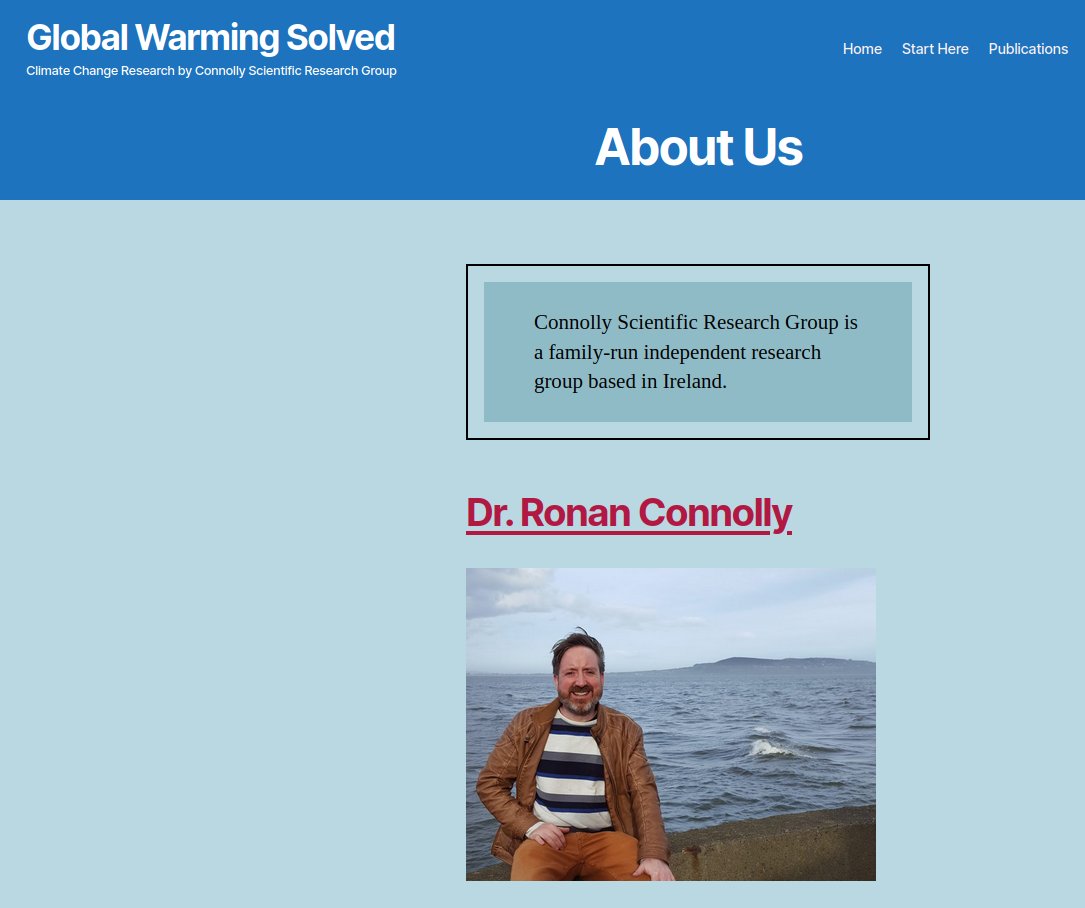 Global Warming Solved
Climate Change Research by Connolly Scientific Research Group
Home Start Here Publications
About Us
Connolly Scientific Research Group is
a family-run independent research
group based in Ireland.
Dr. Ronan Connolly